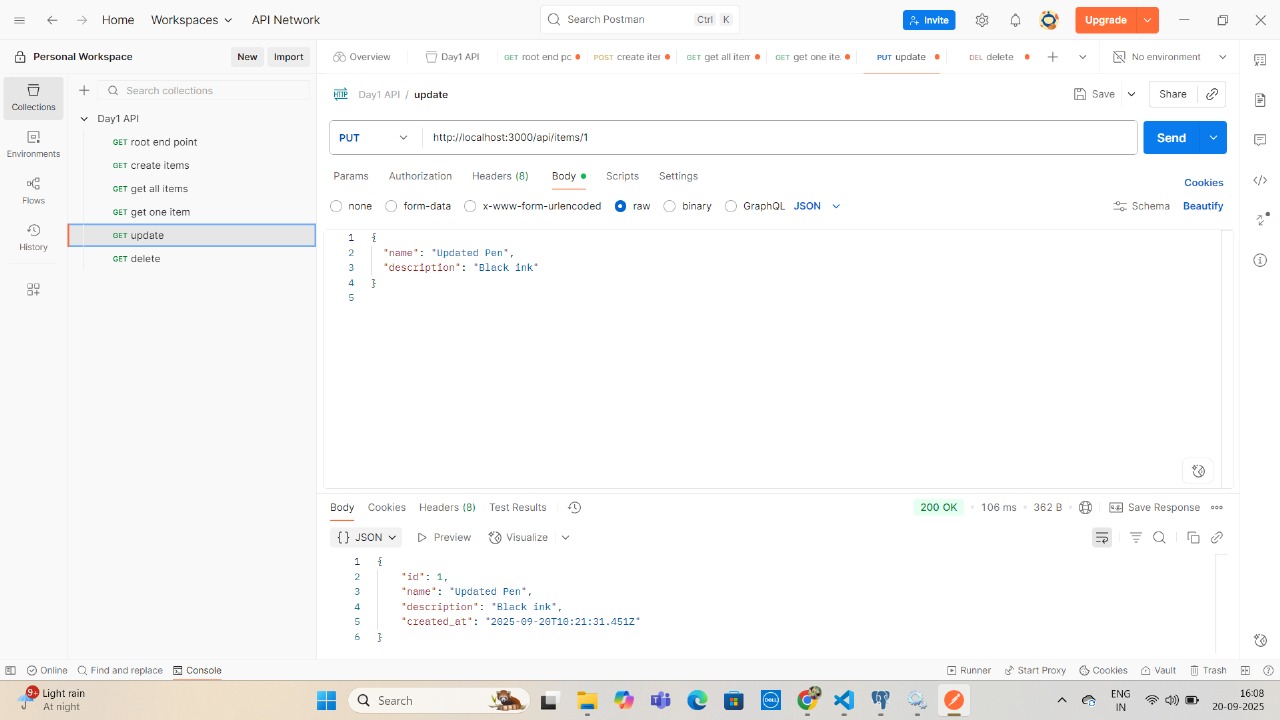 Home Workspaces API Network Search Postman Ctrl K Invite Upgrade
Personal Workspace New Import Overview Day1 API GET root end pc POST create iter GET get all iterr GET get one ite PUT update DEL delete No environment
Collections
Environments
Flows
History
Search collections
Day1 API
GET root end point
GET create items
GET get all items
GET get one item
GET update
GET delete
HTTP Day1 API / update Save Share
PUT http://localhost:3000/api/items/1 Send
Params Authorization Headers (8) Body Scripts Settings Cookies
none form-data x-www-form-urlencoded raw binary GraphQL JSON Schema Beautify
1 {
2 "name": "Updated Pen",
3 "description": "Black ink"
4 }
5
Body Cookies Headers (8) Test Results 200 OK 106 ms 362 B Save Response
{} JSON Preview Visualize
1 {
2 "id": 1,
3 "name": "Updated Pen",
4 "description": "Black ink",
5 "created_at": "2025-09-20T10:21:31.451Z"
6 }
Online Find and replace Console Runner Start Proxy Cookies Vault Trash
9+ Light rain
At night
Search
DELL
ENG
IN
16:08
20-09-2025